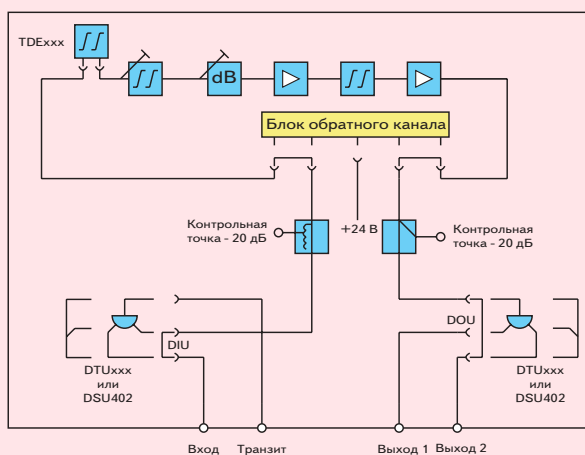 TDExxx
dB
Блок обратного канала
Контрольная
точка - 20 дБ
+24 В
Контрольная
точка - 20 дБ
DIU
DOU
DTUxxx
или
DSU402
DTUxxx
или
DSU402
Вход
Транзит
Выход 1
Выход 2